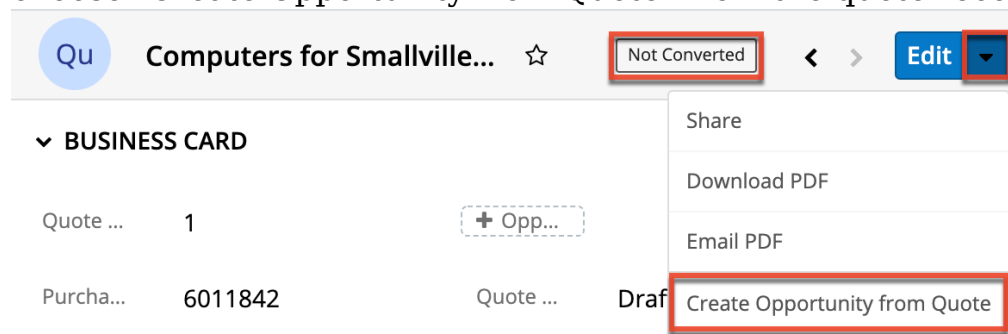 Qu
Computers for Smallville...
Not Converted
Edit
Share
BUSINESS CARD
Download PDF
Quote ...
1
Opp...
Email PDF
Purcha...
6011842
Quote ...
Draf
Create Opportunity from Quote